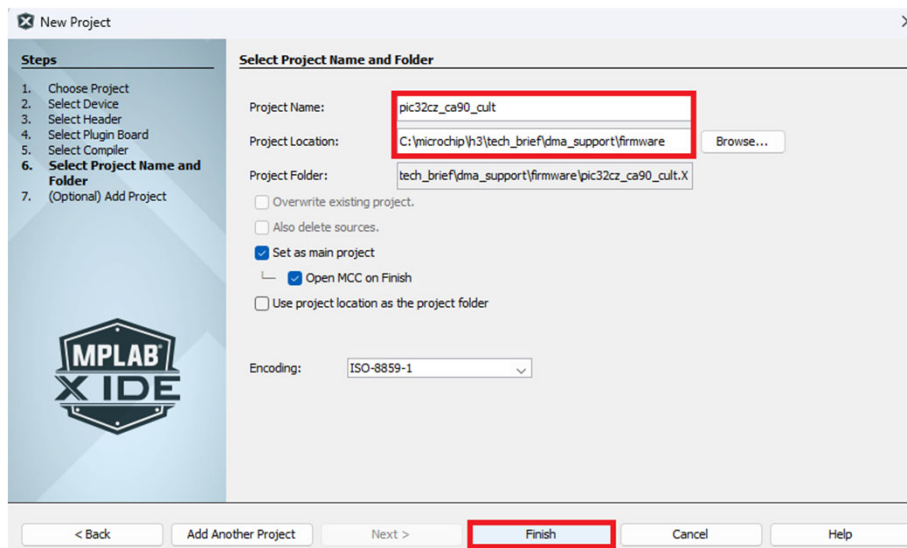 New Project
Steps
1. Choose Project
2. Select Device
3. Select Header
4. Select Plugin Board
5. Select Compiler
6. Select Project Name and
Folder
7. (Optional) Add Project
MPLAB
X IDE
Select Project Name and Folder
Project Name: pic32cz_ca90_cult
Project Location: C:\microchip\h3\tech_brief\dma_support\firmware Browse...
Project Folder: tech_brief\dma_support\firmware\pic32cz_ca90_cult.X
Overwrite existing project.
Also delete sources.
Set as main project
Open MCC on Finish
Use project location as the project folder
Encoding: ISO-8859-1
< Back Add Another Project Next > Finish Cancel Help